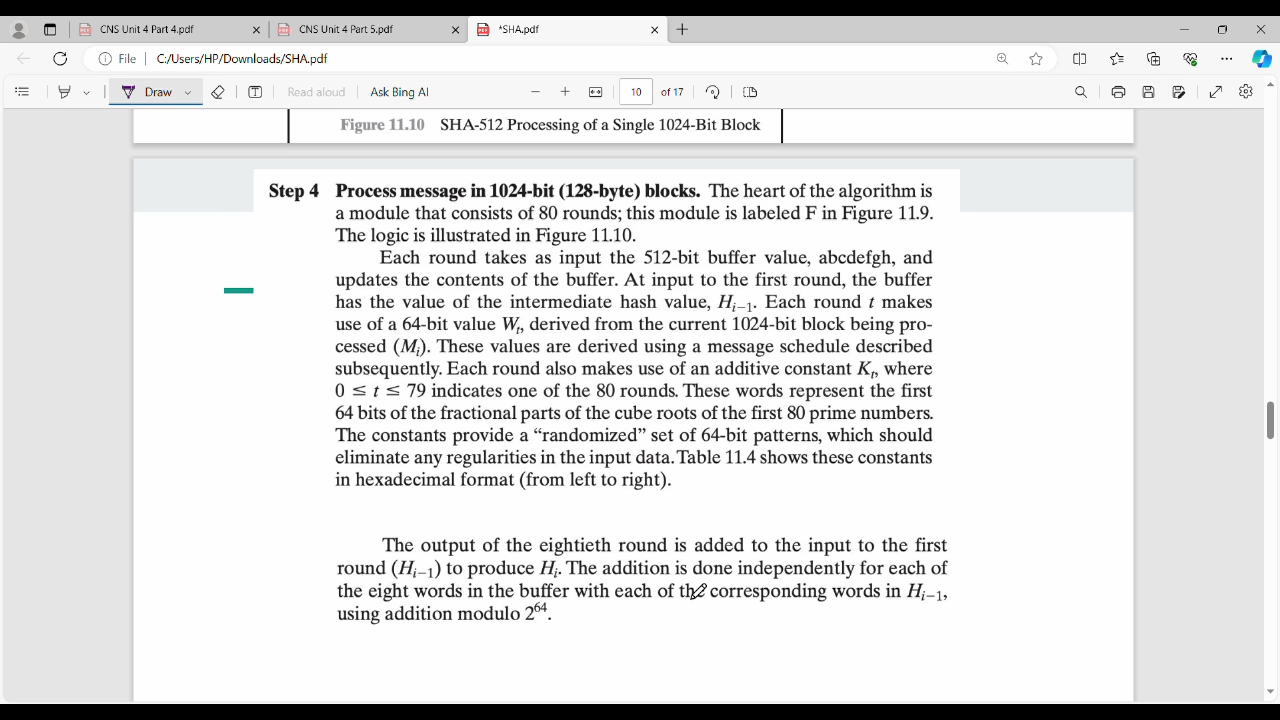 CNS Unit 4 Part 4.pdf
CNS Unit 4 Part 5.pdf
*SHA.pdf
File C:/Users/HP/Downloads/SHA.pdf
Draw Read aloud Ask Bing AI 10 of 17
Figure 11.10 SHA-512 Processing of a Single 1024-Bit Block
Step 4 Process message in 1024-bit (128-byte) blocks. The heart of the algorithm is
a module that consists of 80 rounds; this module is labeled F in Figure 11.9.
The logic is illustrated in Figure 11.10.
Each round takes as input the 512-bit buffer value, abcdefgh, and
updates the contents of the buffer. At input to the first round, the buffer
has the value of the intermediate hash value, Hi−1. Each round t makes
use of a 64-bit value Wt, derived from the current 1024-bit block being pro-
cessed (Mi). These values are derived using a message schedule described
subsequently. Each round also makes use of an additive constant Kt, where
0 ≤ t ≤ 79 indicates one of the 80 rounds. These words represent the first
64 bits of the fractional parts of the cube roots of the first 80 prime numbers.
The constants provide a “randomized” set of 64-bit patterns, which should
eliminate any regularities in the input data. Table 11.4 shows these constants
in hexadecimal format (from left to right).
The output of the eightieth round is added to the input to the first
round (Hi−1) to produce Hi. The addition is done independently for each of
the eight words in the buffer with each of the corresponding words in Hi−1,
using addition modulo 2^64.